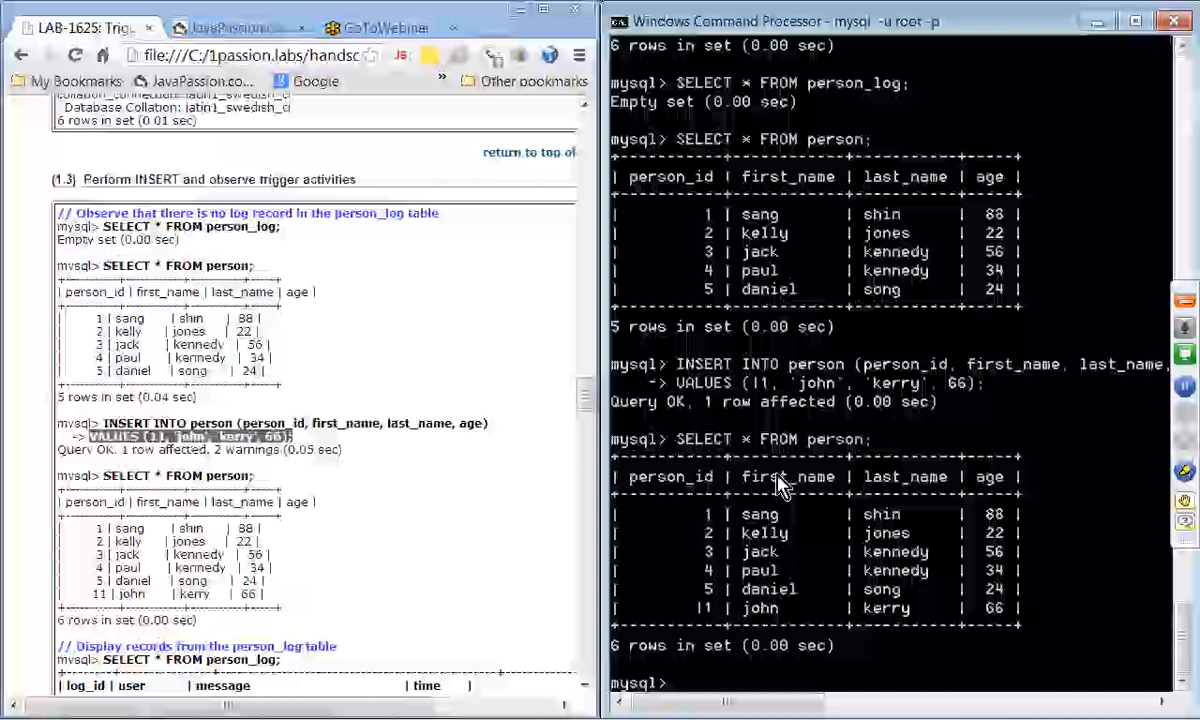 LAB-1625: Trig
JavaPassion.co
GoToWebinar
file:///C:/1passion.labs/handsc
My Bookmarks
JavaPassion.co...
Google
»
Other bookmarks
collation_connection: latin1_swedish_ci
Database Collation: latin1_swedish_ci
6 rows in set (0.01 sec)
return to top of
(1.3) Perform INSERT and observe trigger activities
// Observe that there is no log record in the person_log table
mysql> SELECT * FROM person_log;
Empty set (0.00 sec)
mysql> SELECT * FROM person;
+-----------+------------+-----------+------+
| person_id | first_name | last_name | age |
+-----------+------------+-----------+------+
| 1 | sang | shin | 88 |
| 2 | kelly | jones | 22 |
| 3 | jack | kennedy | 56 |
| 4 | paul | kennedy | 34 |
| 5 | daniel | song | 24 |
+-----------+------------+-----------+------+
5 rows in set (0.04 sec)
mysql> INSERT INTO person (person_id, first_name, last_name, age)
-> VALUES (11, 'john', 'kerry', 66);
Query OK, 1 row affected, 2 warnings (0.05 sec)
mysql> SELECT * FROM person;
+-----------+------------+-----------+------+
| person_id | first_name | last_name | age |
+-----------+------------+-----------+------+
| 1 | sang | shin | 88 |
| 2 | kelly | jones | 22 |
| 3 | jack | kennedy | 56 |
| 4 | paul | kennedy | 34 |
| 5 | daniel | song | 24 |
| 11 | john | kerry | 66 |
+-----------+------------+-----------+------+
6 rows in set (0.00 sec)
// Display records from the person_log table
mysql> SELECT * FROM person_log;
+--------+------+---------+------+
| log_id | user | message | time |
Windows Command Processor - mysql -u root -p
6 rows in set (0.00 sec)
mysql> SELECT * FROM person_log;
Empty set (0.00 sec)
mysql> SELECT * FROM person;
+-----------+------------+-----------+------+
| person_id | first_name | last_name | age |
+-----------+------------+-----------+------+
| 1 | sang | shin | 88 |
| 2 | kelly | jones | 22 |
| 3 | jack | kennedy | 56 |
| 4 | paul | kennedy | 34 |
| 5 | daniel | song | 24 |
+-----------+------------+-----------+------+
5 rows in set (0.00 sec)
mysql> INSERT INTO person (person_id, first_name, last_name,
-> VALUES (11, 'john', 'kerry', 66);
Query OK, 1 row affected (0.00 sec)
mysql> SELECT * FROM person;
+-----------+------------+-----------+------+
| person_id | first_name | last_name | age |
+-----------+------------+-----------+------+
| 1 | sang | shin | 88 |
| 2 | kelly | jones | 22 |
| 3 | jack | kennedy | 56 |
| 4 | paul | kennedy | 34 |
| 5 | daniel | song | 24 |
| 11 | john | kerry | 66 |
+-----------+------------+-----------+------+
6 rows in set (0.00 sec)
mysql>